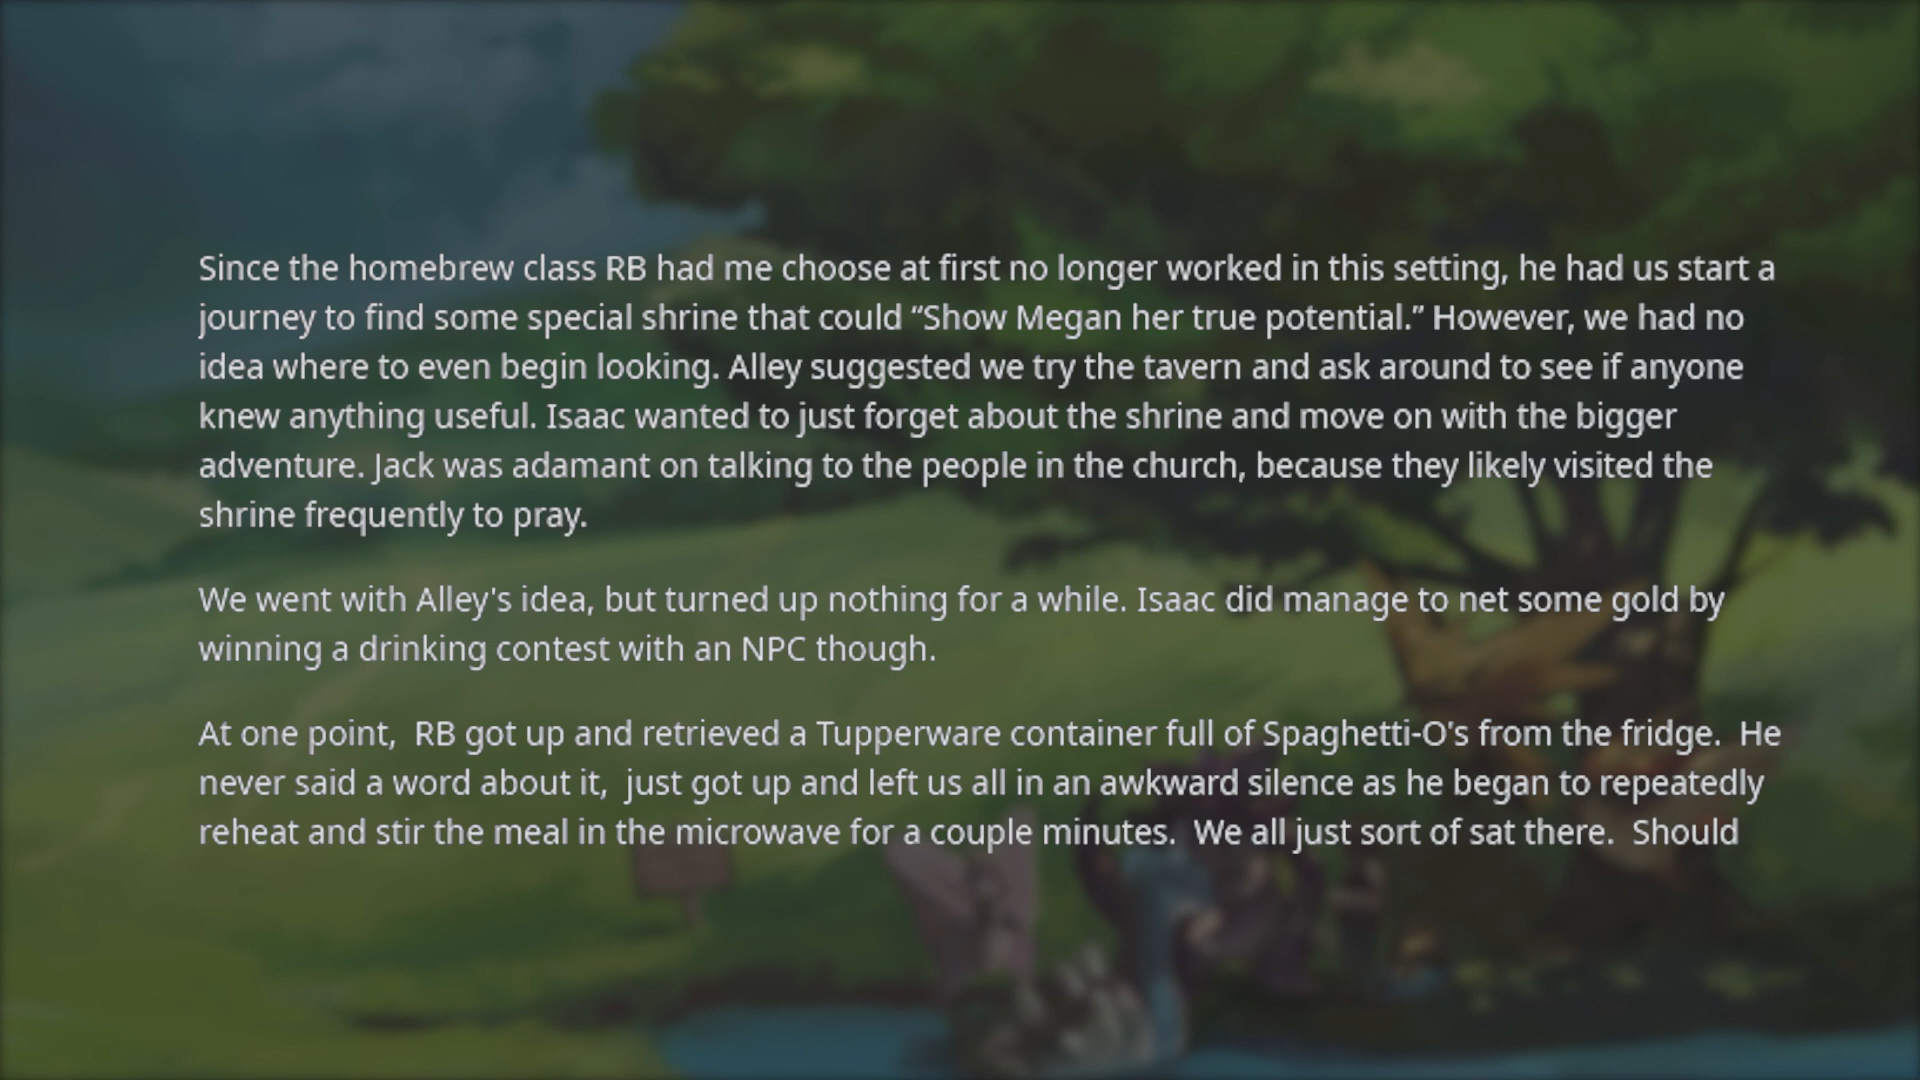 Since the homebrew class RB had me choose at first no longer worked in this setting, he had us start a
journey to find some special shrine that could “Show Megan her true potential.” However, we had no
idea where to even begin looking. Alley suggested we try the tavern and ask around to see if anyone
knew anything useful. Isaac wanted to just forget about the shrine and move on with the bigger
adventure. Jack was adamant on talking to the people in the church, because they likely visited the
shrine frequently to pray.
We went with Alley's idea, but turned up nothing for a while. Isaac did manage to net some gold by
winning a drinking contest with an NPC though.
At one point,  RB got up and retrieved a Tupperware container full of Spaghetti-O's from the fridge.  He
never said a word about it,  just got up and left us all in an awkward silence as he began to repeatedly
reheat and stir the meal in the microwave for a couple minutes.  We all just sort of sat there.  Should